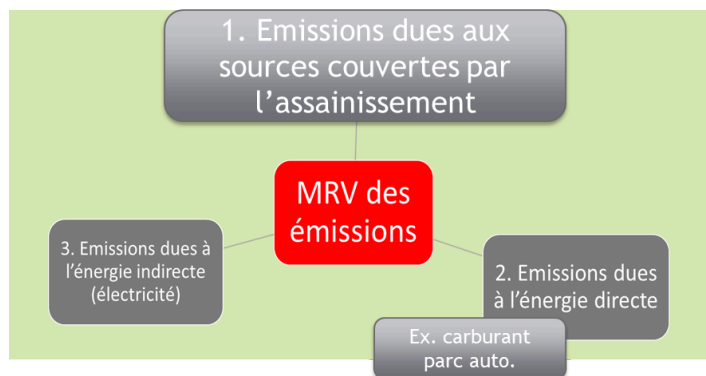 1. Emissions dues aux
sources couvertes par
l'assainissement
MRV des
émissions
3. Emissions dues à
l'énergie indirecte
(électricité)
2. Emissions dues
à l'énergie directe
Ex. carburant
parc auto.